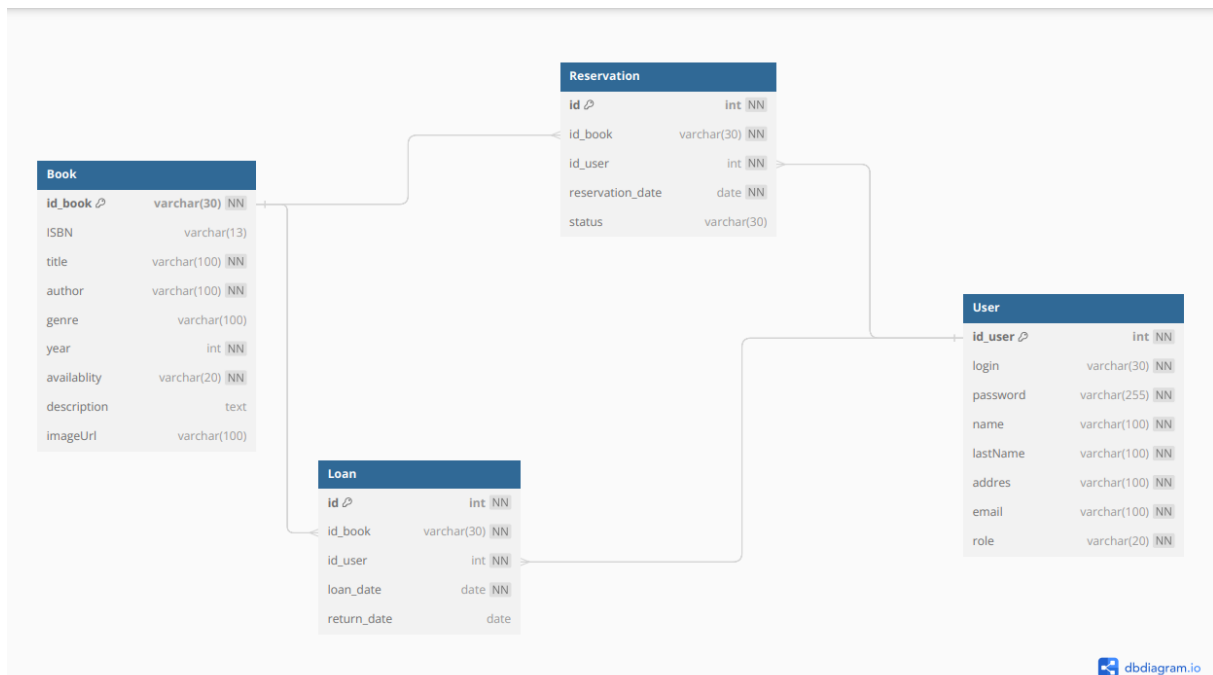 Reservation
id int NN
id_book varchar(30) NN
id_user int NN
reservation_date date NN
status varchar(30)
Book
id_book varchar(30) NN
ISBN varchar(13)
title varchar(100) NN
author varchar(100) NN
genre varchar(100)
year int NN
availablity varchar(20) NN
description text
imageUrl varchar(100)
User
id_user int NN
login varchar(30) NN
password varchar(255) NN
name varchar(100) NN
lastName varchar(100) NN
addres varchar(100) NN
email varchar(100) NN
role varchar(20) NN
Loan
id int NN
id_book varchar(30) NN
id_user int NN
loan_date date NN
return_date date
dbdiagram.io